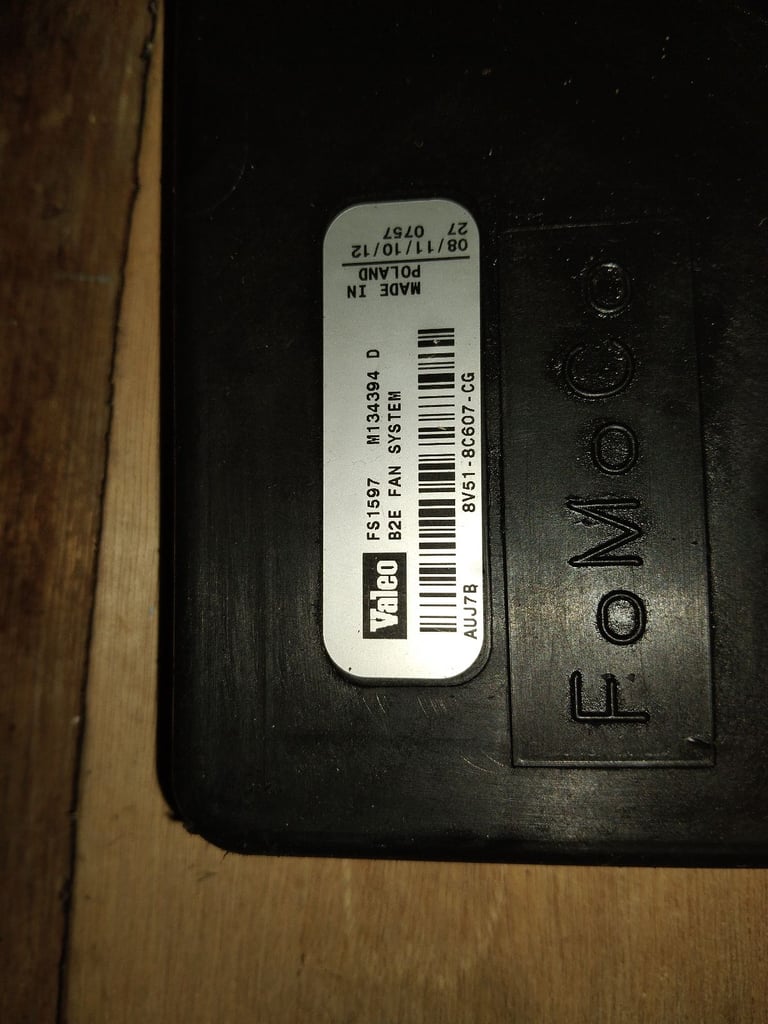 FS1597 M134394 D
Valeo B2E FAN SYSTEM
AUJ7B 8V51-8C607-CG
MADE IN
POLAND
08/11/10/12
27 0757
FoMoCo